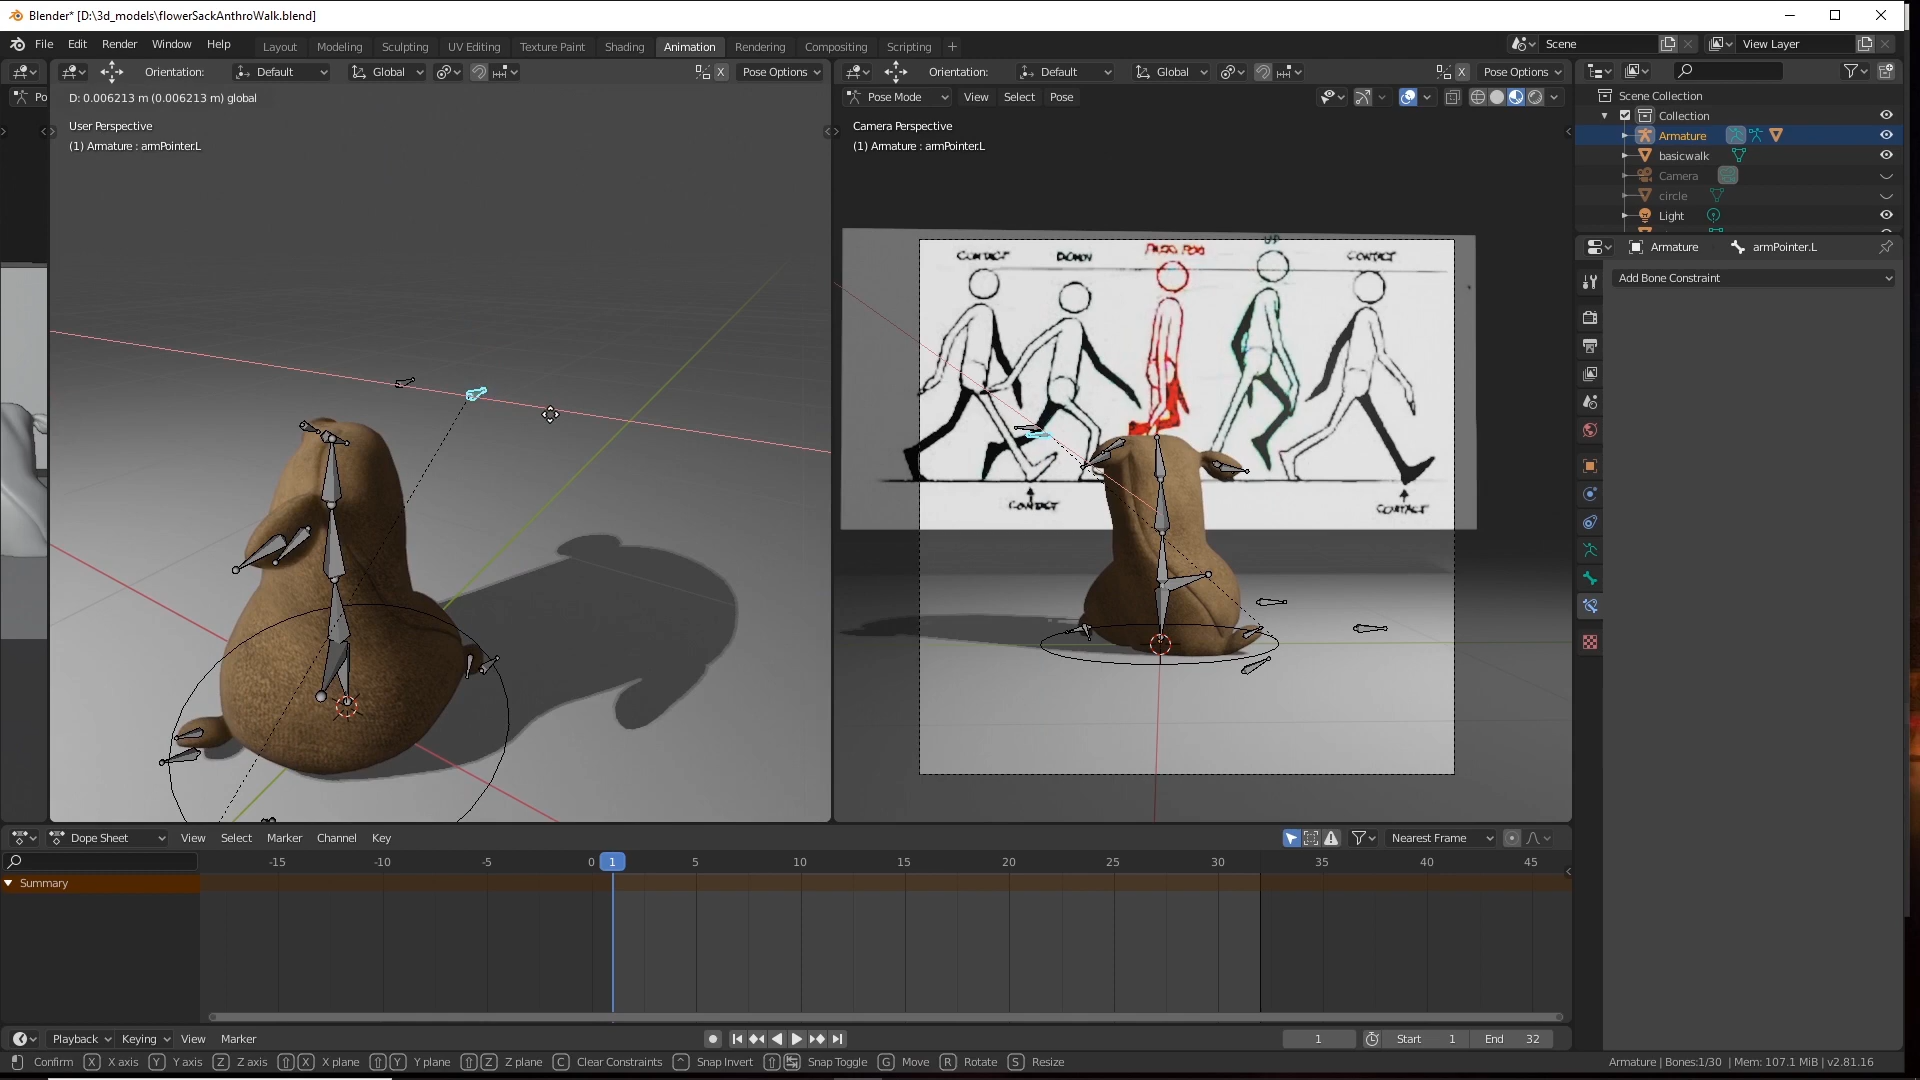 Blender* [D:\3d_models\flowerSackAnthroWalk.blend]
File Edit Render Window Help Layout Modeling Sculpting UV Editing Texture Paint Shading Animation Rendering Compositing Scripting + Scene View Layer
Orientation: Default Global X Pose Options
Orientation: Default Global X Pose Options
Po
D: 0.006213 m (0.006213 m) global
Pose Mode View Select Pose
User Perspective
(1) Armature : armPointer.L
Camera Perspective
(1) Armature : armPointer.L
CONTACT DOWN UP CONTACT
CONTACT CONTACT
Scene Collection
Collection
Armature
basicwalk
Camera
circle
Light
Armature armPointer.L
Add Bone Constraint
Dope Sheet View Select Marker Channel Key Nearest Frame
-15 -10 -5 0 1 5 10 15 20 25 30 35 40 45
Summary
Playback Keying View Marker 1 Start 1 End 32
Confirm X X axis Y Y axis Z Z axis X X plane Y Y plane Z Z plane C Clear Constraints ^ Snap Invert Snap Toggle G Move R Rotate S Resize Armature | Bones:1/30 | Mem: 107.1 MiB | v2.81.16